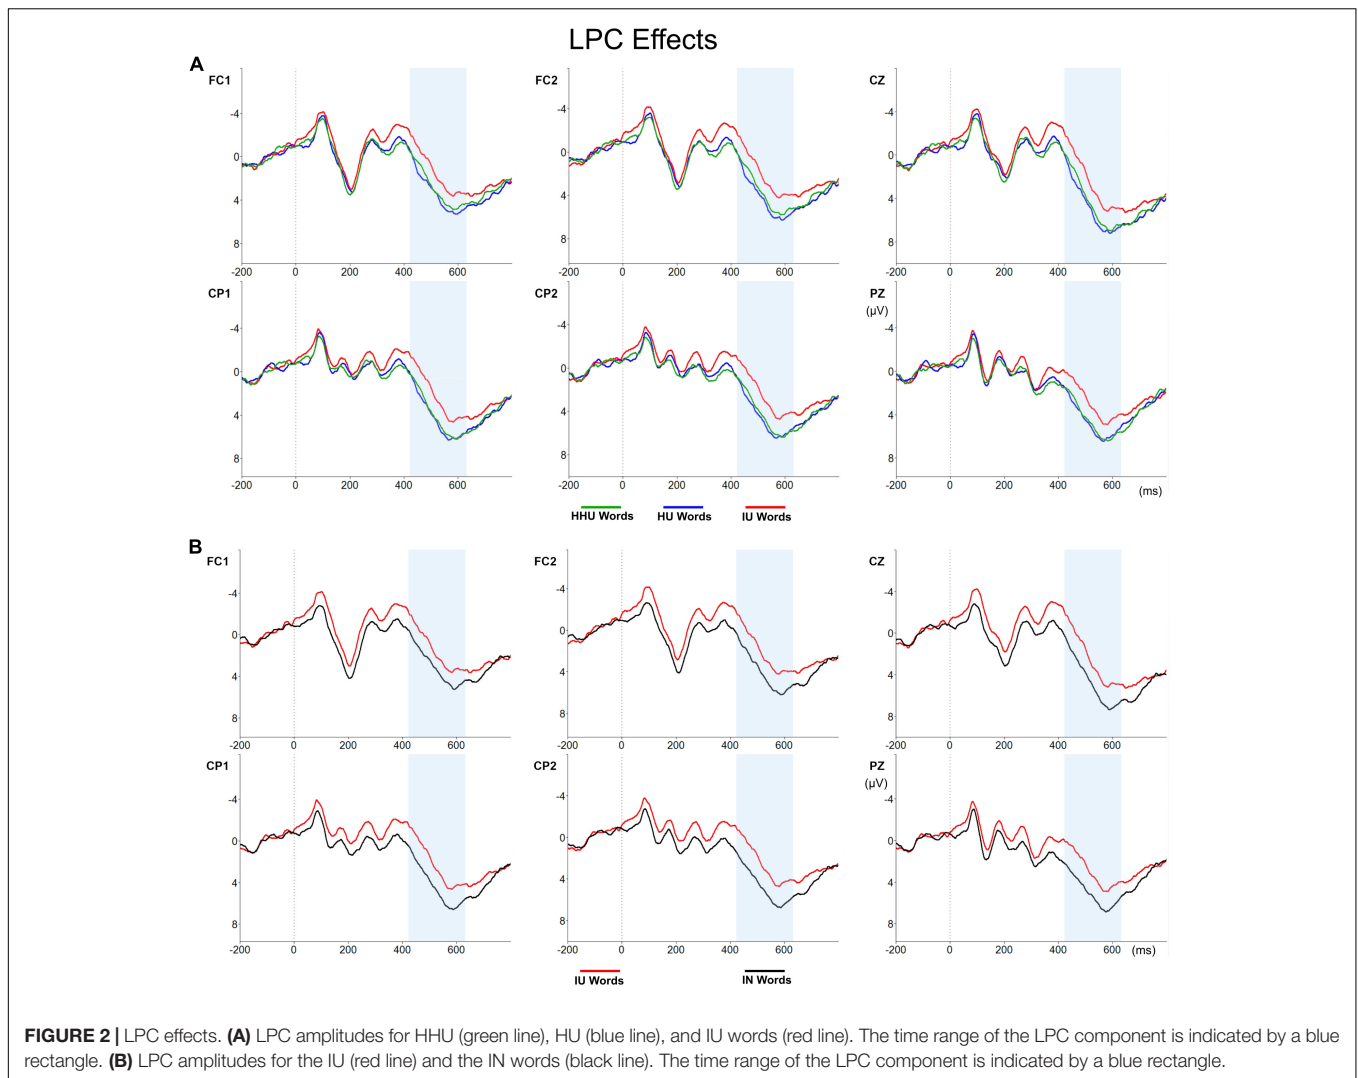 LPC Effects
A
FC1
-4
0
4
8
-200 0 200 400 600
FC2
-4
0
4
8
-200 0 200 400 600
CZ
-4
0
4
8
-200 0 200 400 600
CP1
-4
0
4
8
-200 0 200 400 600
CP2
-4
0
4
8
-200 0 200 400 600
PZ
(μV)
-4
0
4
8
-200 0 200 400 600 (ms)
HHU Words HU Words IU Words
B
FC1
-4
0
4
8
-200 0 200 400 600
FC2
-4
0
4
8
-200 0 200 400 600
CZ
-4
0
4
8
-200 0 200 400 600
CP1
-4
0
4
8
-200 0 200 400 600
CP2
-4
0
4
8
-200 0 200 400 600
PZ
(μV)
-4
0
4
8
-200 0 200 400 600 (ms)
IU Words IN Words
FIGURE 2 | LPC effects. (A) LPC amplitudes for HHU (green line), HU (blue line), and IU words (red line). The time range of the LPC component is indicated by a blue
rectangle. (B) LPC amplitudes for the IU (red line) and the IN words (black line). The time range of the LPC component is indicated by a blue rectangle.